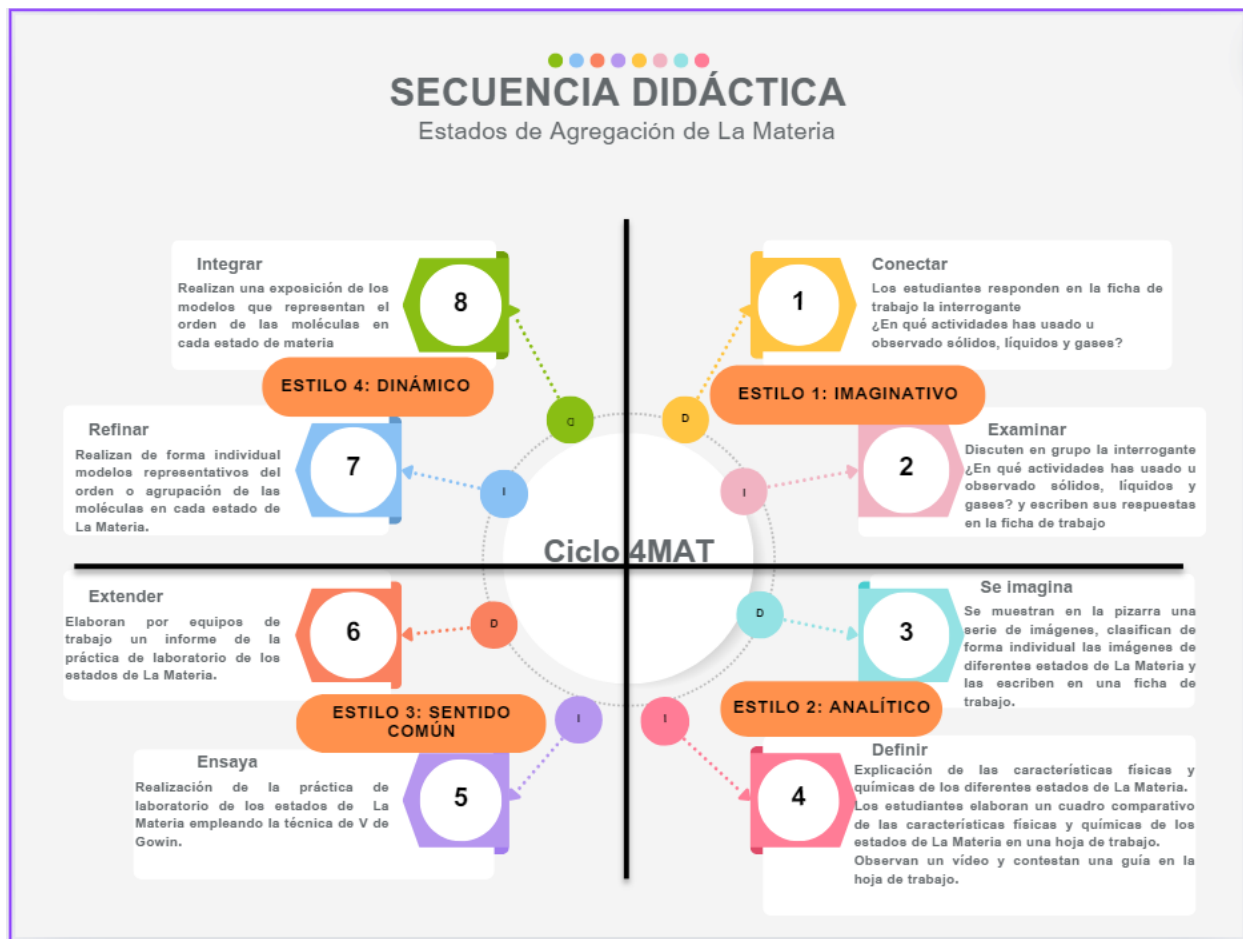 SECUENCIA DIDÁCTICA
Estados de Agregación de La Materia
Integrar
Realizan una exposición de los
modelos que representan el
orden de las moléculas en
cada estado de materia
8
1
Conectar
Los estudiantes responden en la ficha de
trabajo la interrogante
¿En qué actividades has usado u
observado sólidos, líquidos y gases?
ESTILO 4: DINÁMICO
ESTILO 1: IMAGINATIVO
D
D
Refinar
Realizan de forma individual
modelos representativos del
orden o agrupación de las
moléculas en cada estado de
La Materia.
7
I
I
2
Examinar
Discuten en grupo la interrogante
¿En qué actividades has usado u
observado sólidos, líquidos y
gases? y escriben sus respuestas
en la ficha de trabajo
Ciclo 4MAT
Extender
Elaboran por equipos de
trabajo un informe de la
práctica de laboratorio de los
estados de La Materia.
6
D
D
3
Se imagina
Se muestran en la pizarra una
serie de imágenes, clasifican de
forma individual las imágenes de
diferentes estados de La Materia y
las escriben en una ficha de
trabajo.
ESTILO 3: SENTIDO
COMÚN
I
I
ESTILO 2: ANALÍTICO
Ensaya
Realización de la práctica de
laboratorio de los estados de La
Materia empleando la técnica de V de
Gowin.
5
4
Definir
Explicación de las características físicas y
químicas de los diferentes estados de La Materia.
Los estudiantes elaboran un cuadro comparativo
de las características físicas y químicas de los
estados de La Materia en una hoja de trabajo.
Observan un vídeo y contestan una guía en la
hoja de trabajo.